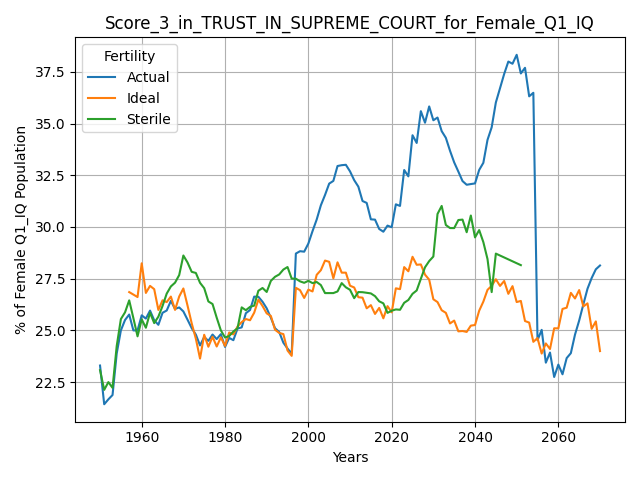 Score_3_in_TRUST_IN_SUPREME_COURT_for_Female_Q1_IQ
Fertility
Actual
Ideal
Sterile
% of Female Q1_IQ Population
37.5
35.0
32.5
30.0
27.5
25.0
22.5
1960
1980
2000
2020
2040
2060
Years